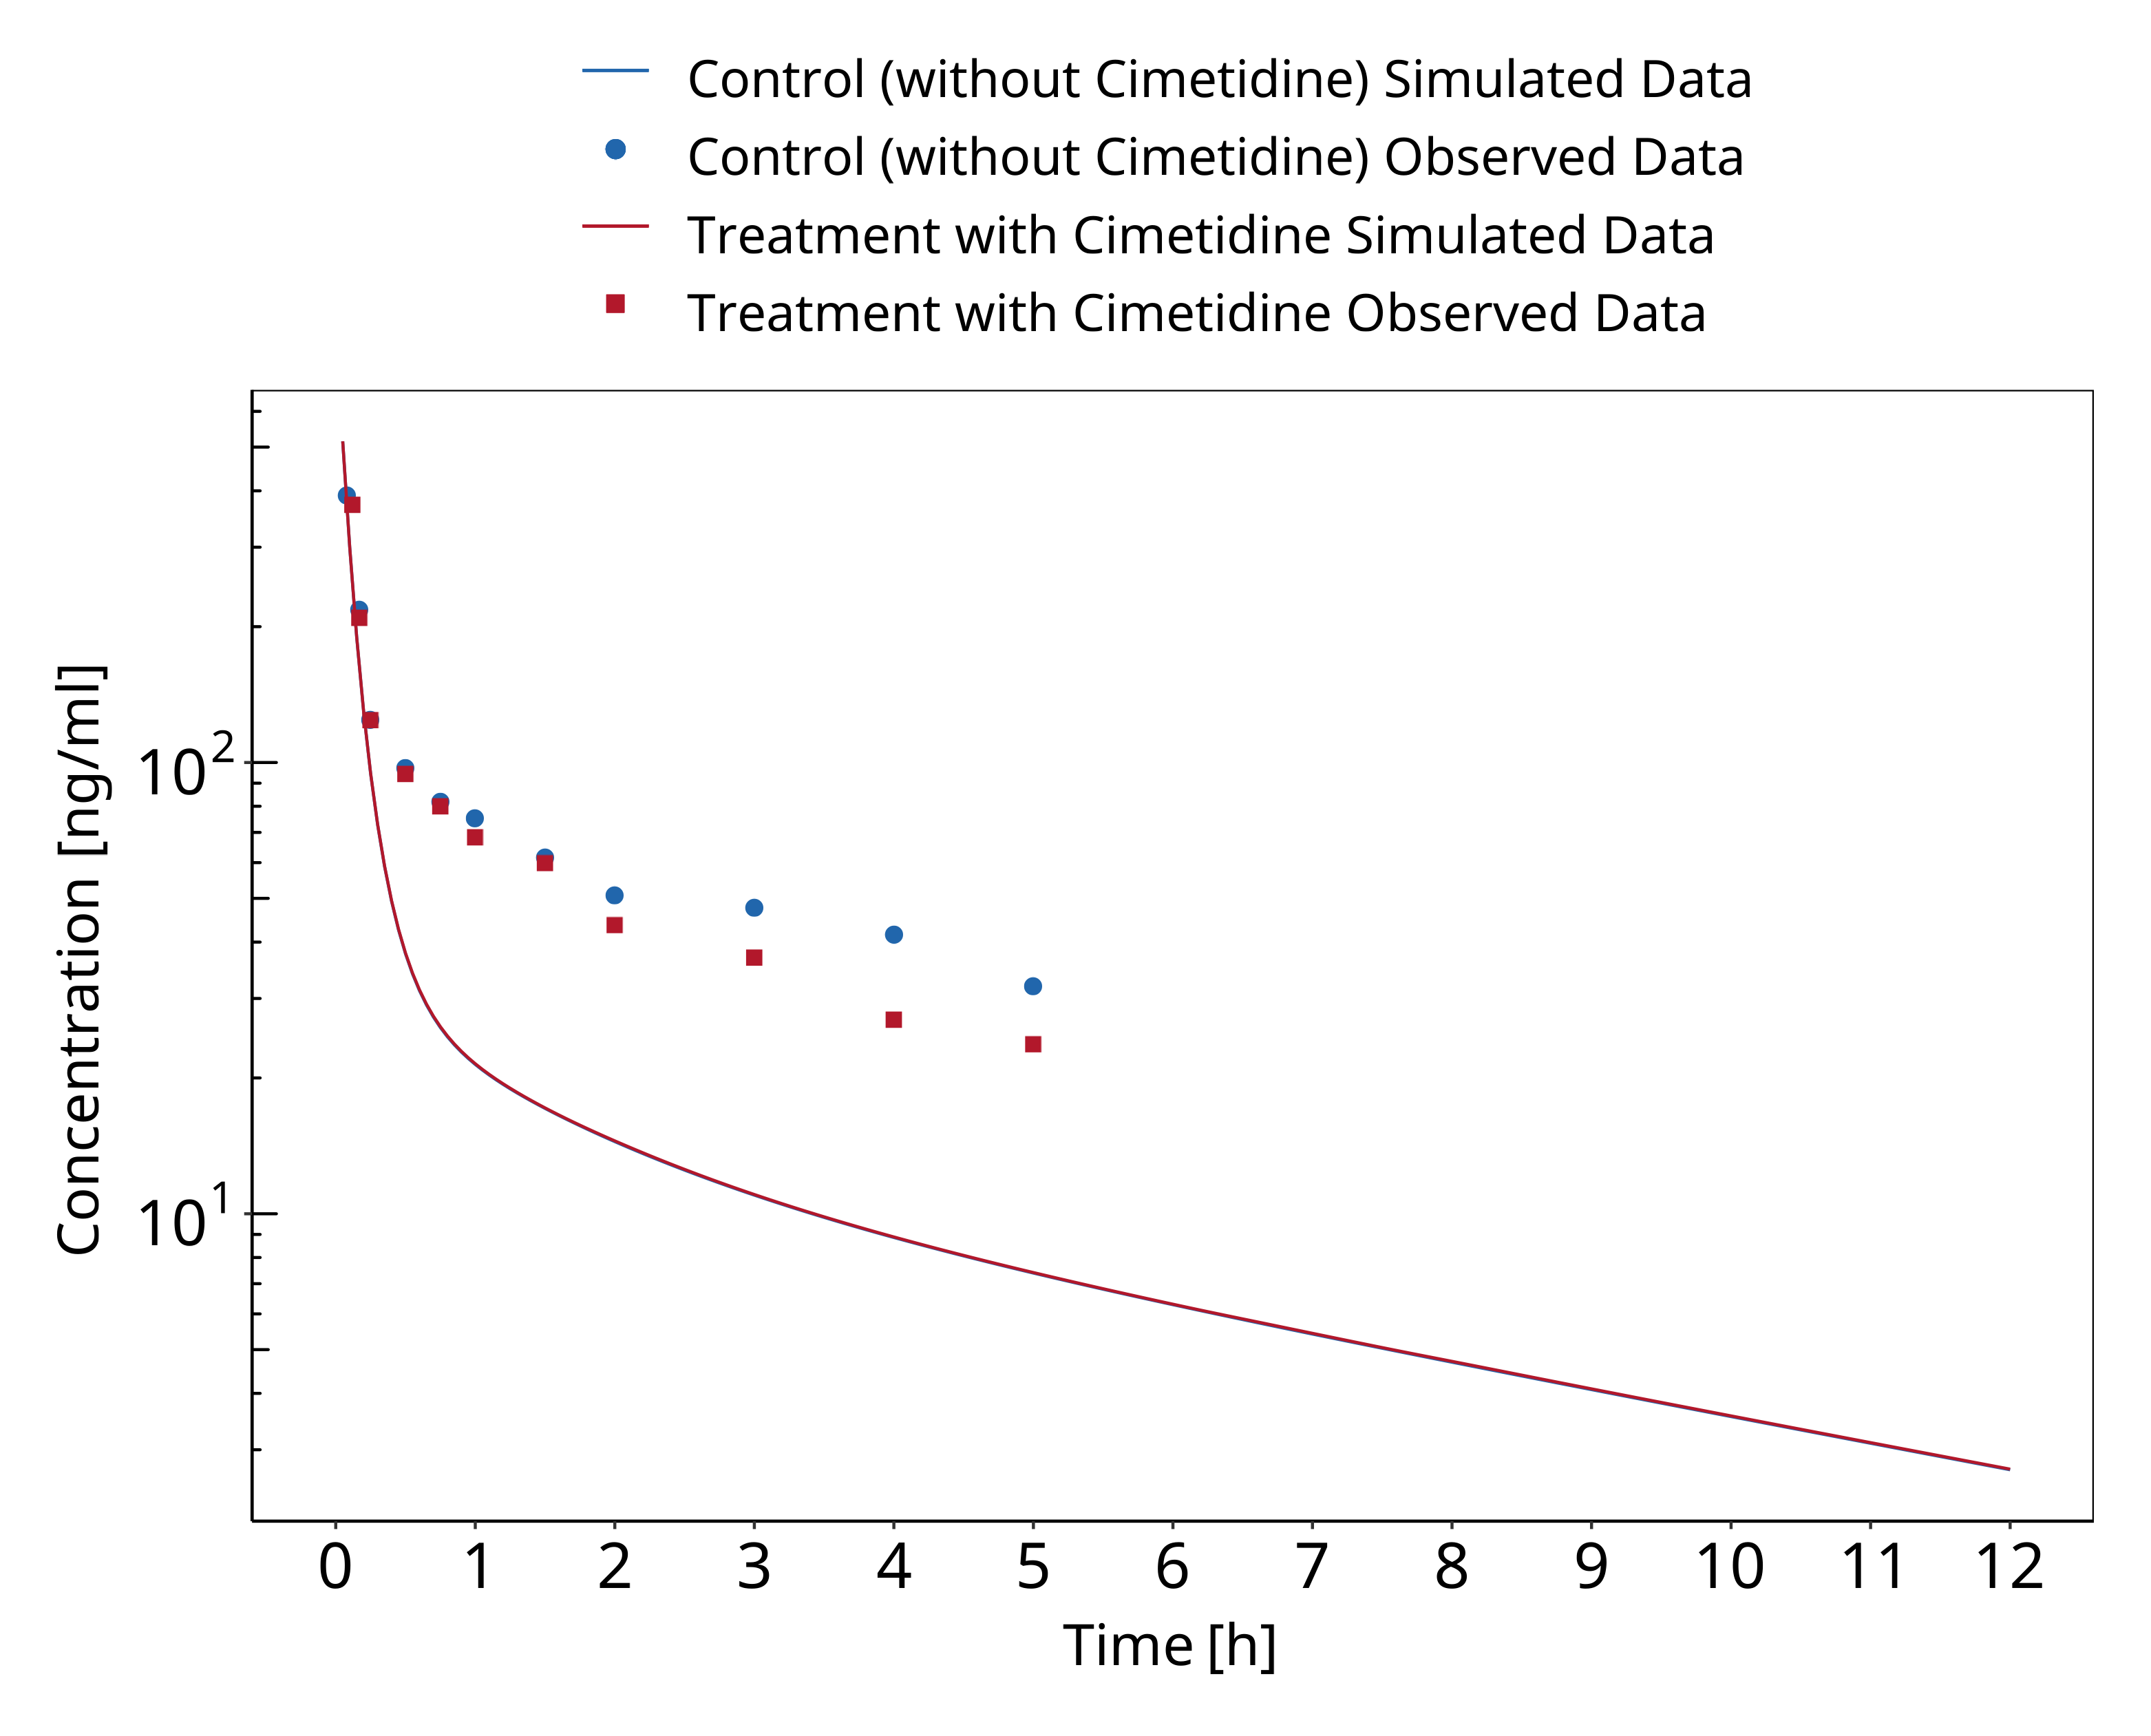 Control (without Cimetidine) Simulated Data
Control (without Cimetidine) Observed Data
Treatment with Cimetidine Simulated Data
Treatment with Cimetidine Observed Data
Concentration [ng/ml]
10²
10¹
0 1 2 3 4 5 6 7 8 9 10 11 12
Time [h]